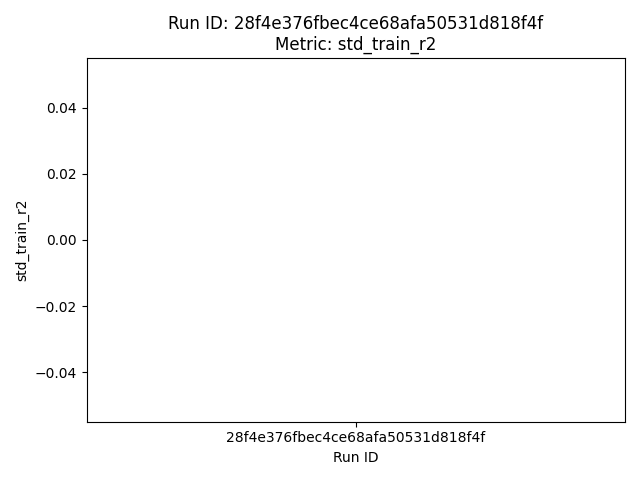 Run ID: 28f4e376fbec4ce68afa50531d818f4f
Metric: std_train_r2
0.04
0.02
0.00
−0.02
−0.04
std_train_r2
28f4e376fbec4ce68afa50531d818f4f
Run ID